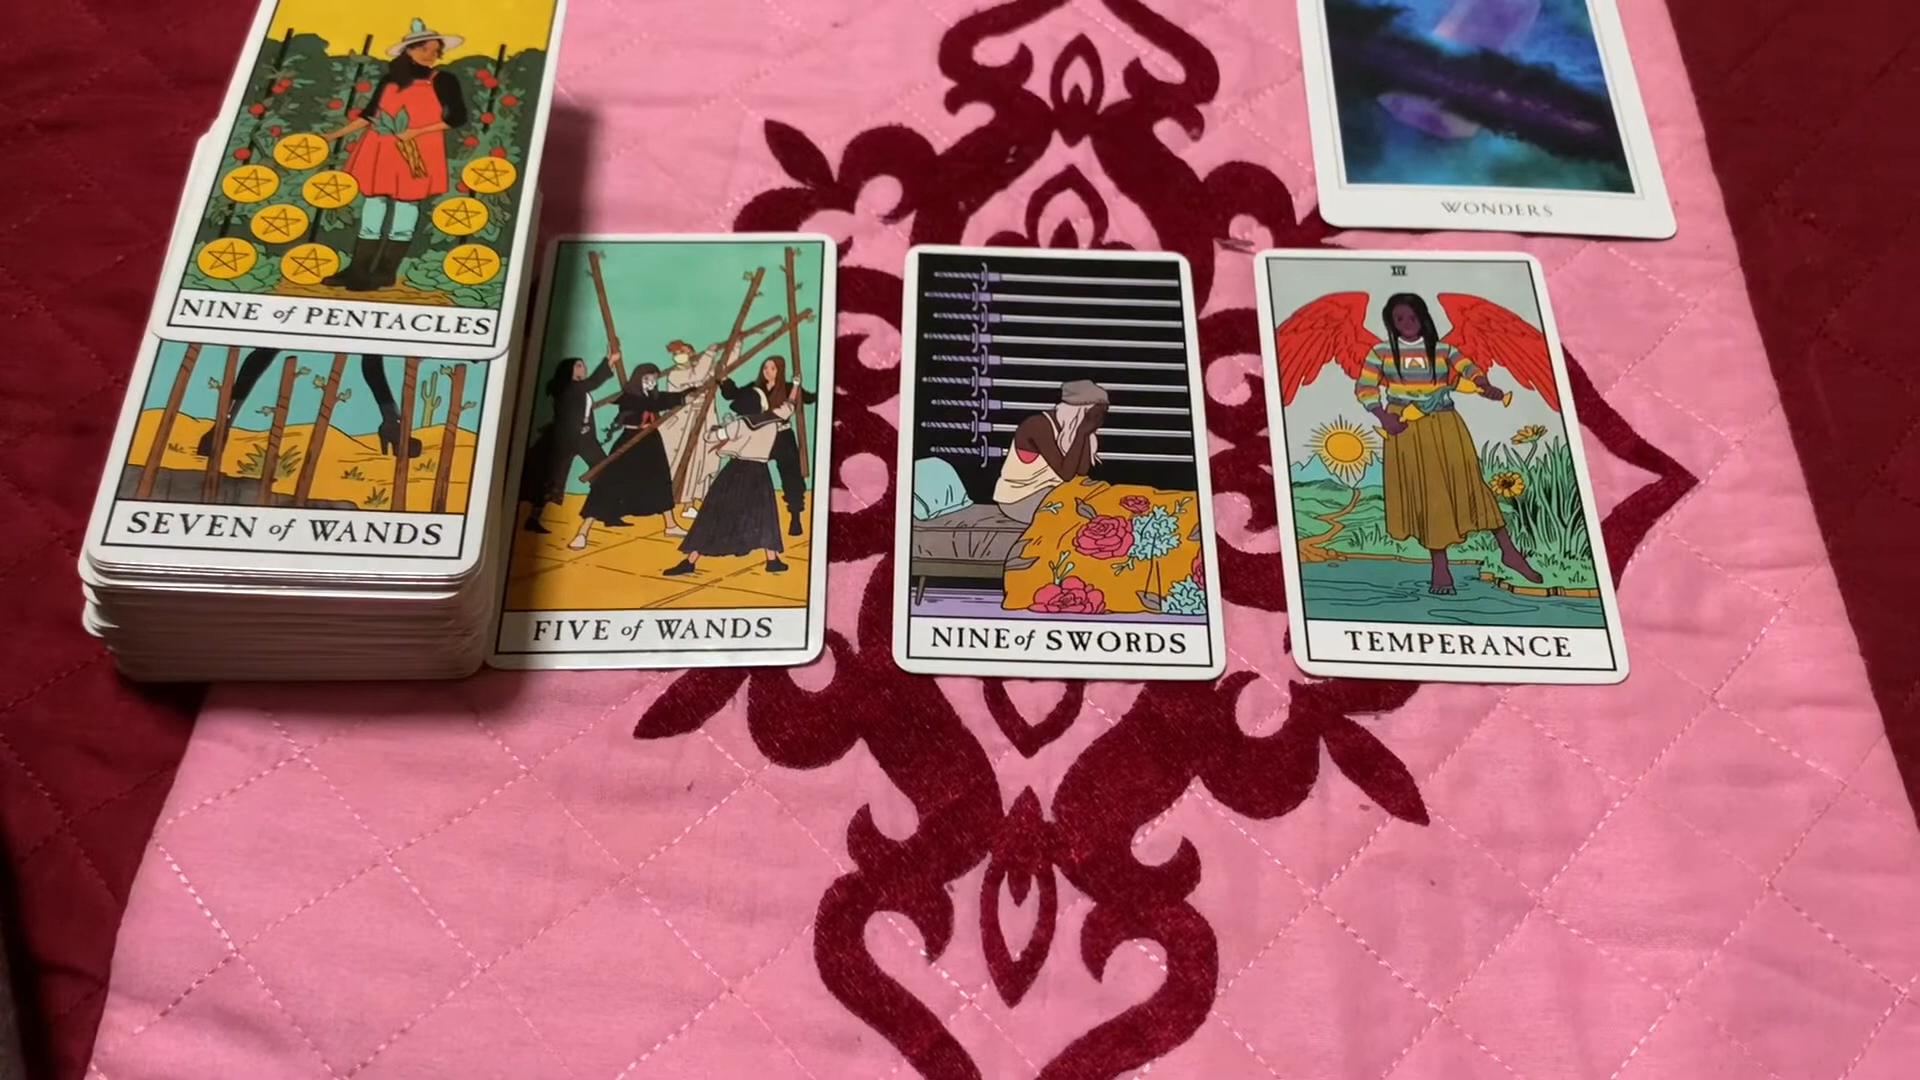 WONDERS
NINE of PENTACLES
SEVEN of WANDS
FIVE of WANDS
NINE of SWORDS
XIV
TEMPERANCE